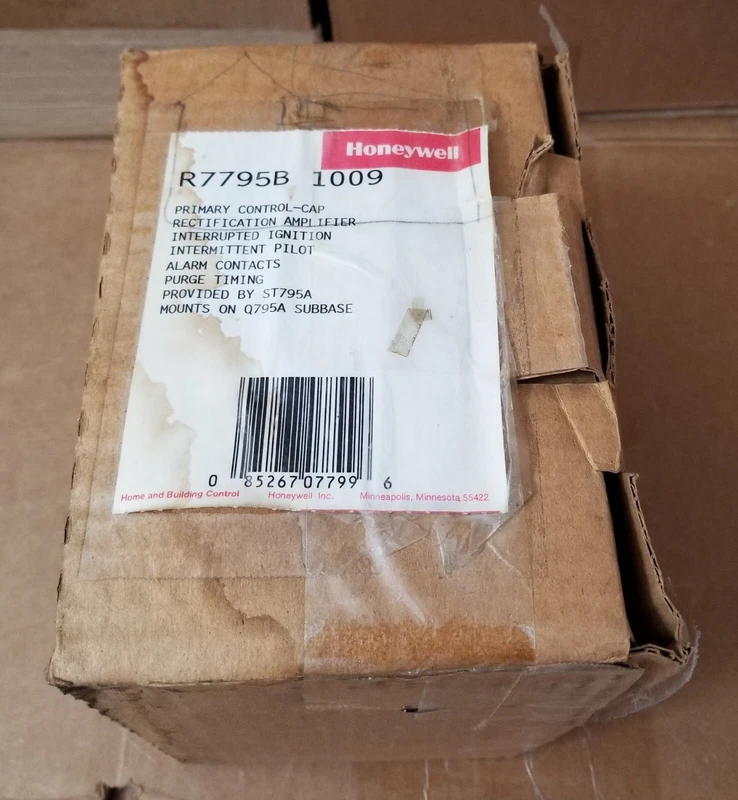 Honeywell
R7795B 1009
PRIMARY CONTROL-CAP
RECTIFICATION AMPLIFIER
INTERRUPTED IGNITION
INTERMITTENT PILOT
ALARM CONTACTS
PURGE TIMING
PROVIDED BY ST795A
MOUNTS ON Q795A SUBBASE
0 85267 07799 6
Home and Building Control Honeywell Inc. Minneapolis, Minnesota 55422